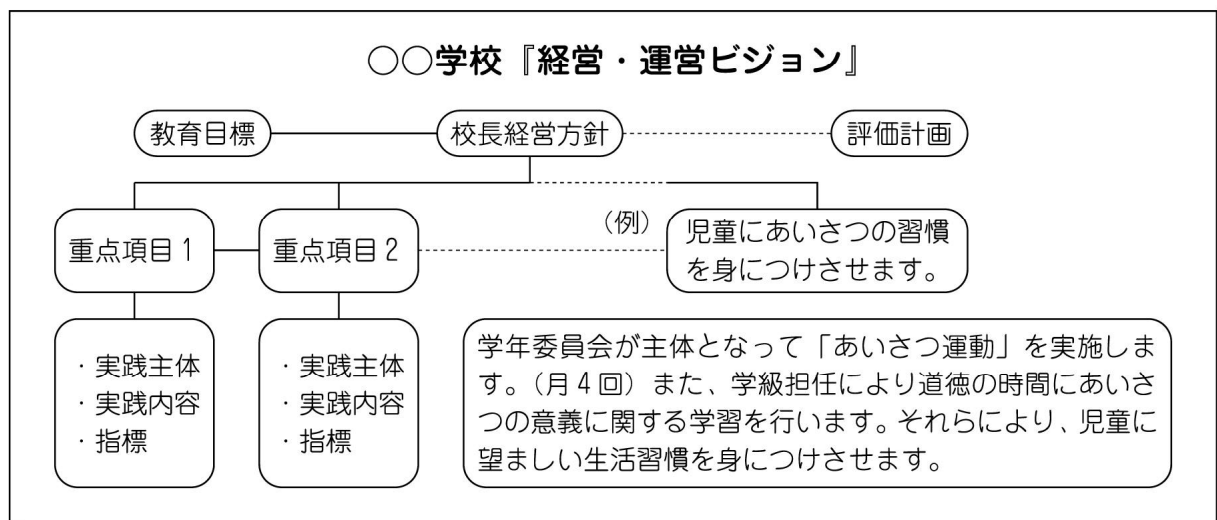 ○○学校『経営・運営ビジョン』
教育目標
校長経営方針
評価計画
重点項目1
重点項目2
(例)
児童にあいさつの習慣
を身につけさせます。
・実践主体
・実践内容
・指標
・実践主体
・実践内容
・指標
学年委員会が主体となって「あいさつ運動」を実施しま
す。(月4回)また、学級担任により道徳の時間にあいさ
つの意義に関する学習を行います。それらにより、児童に
望ましい生活習慣を身につけさせます。